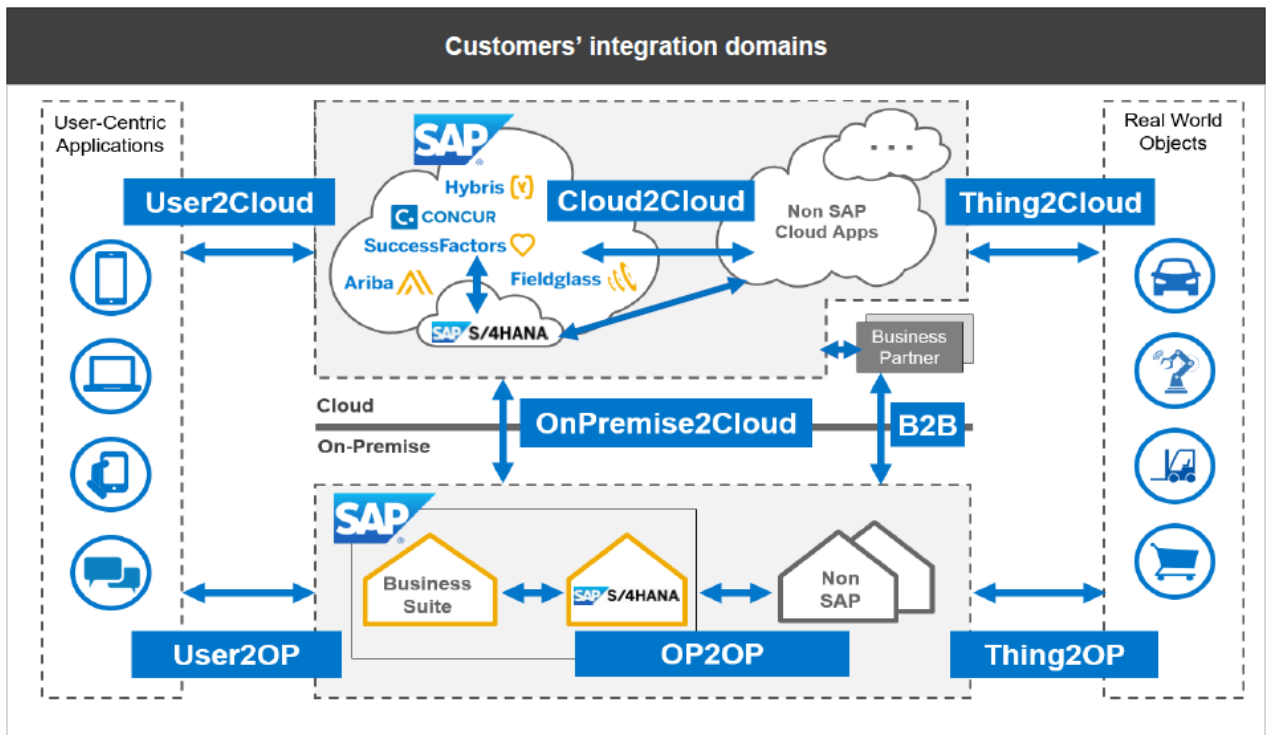 Customers' integration domains
User-Centric
Applications
Real World
Objects
SAP
®
Hybris
C.
CONCUR
SuccessFactors
Ariba
Fieldglass
SAP S/4HANA
. . .
Non SAP
Cloud Apps
User2Cloud
Cloud2Cloud
Thing2Cloud
Business
Partner
Cloud
OnPremise2Cloud
B2B
On-Premise
SAP
®
Business
Suite
SAP S/4HANA
Non
SAP
User2OP
OP2OP
Thing2OP